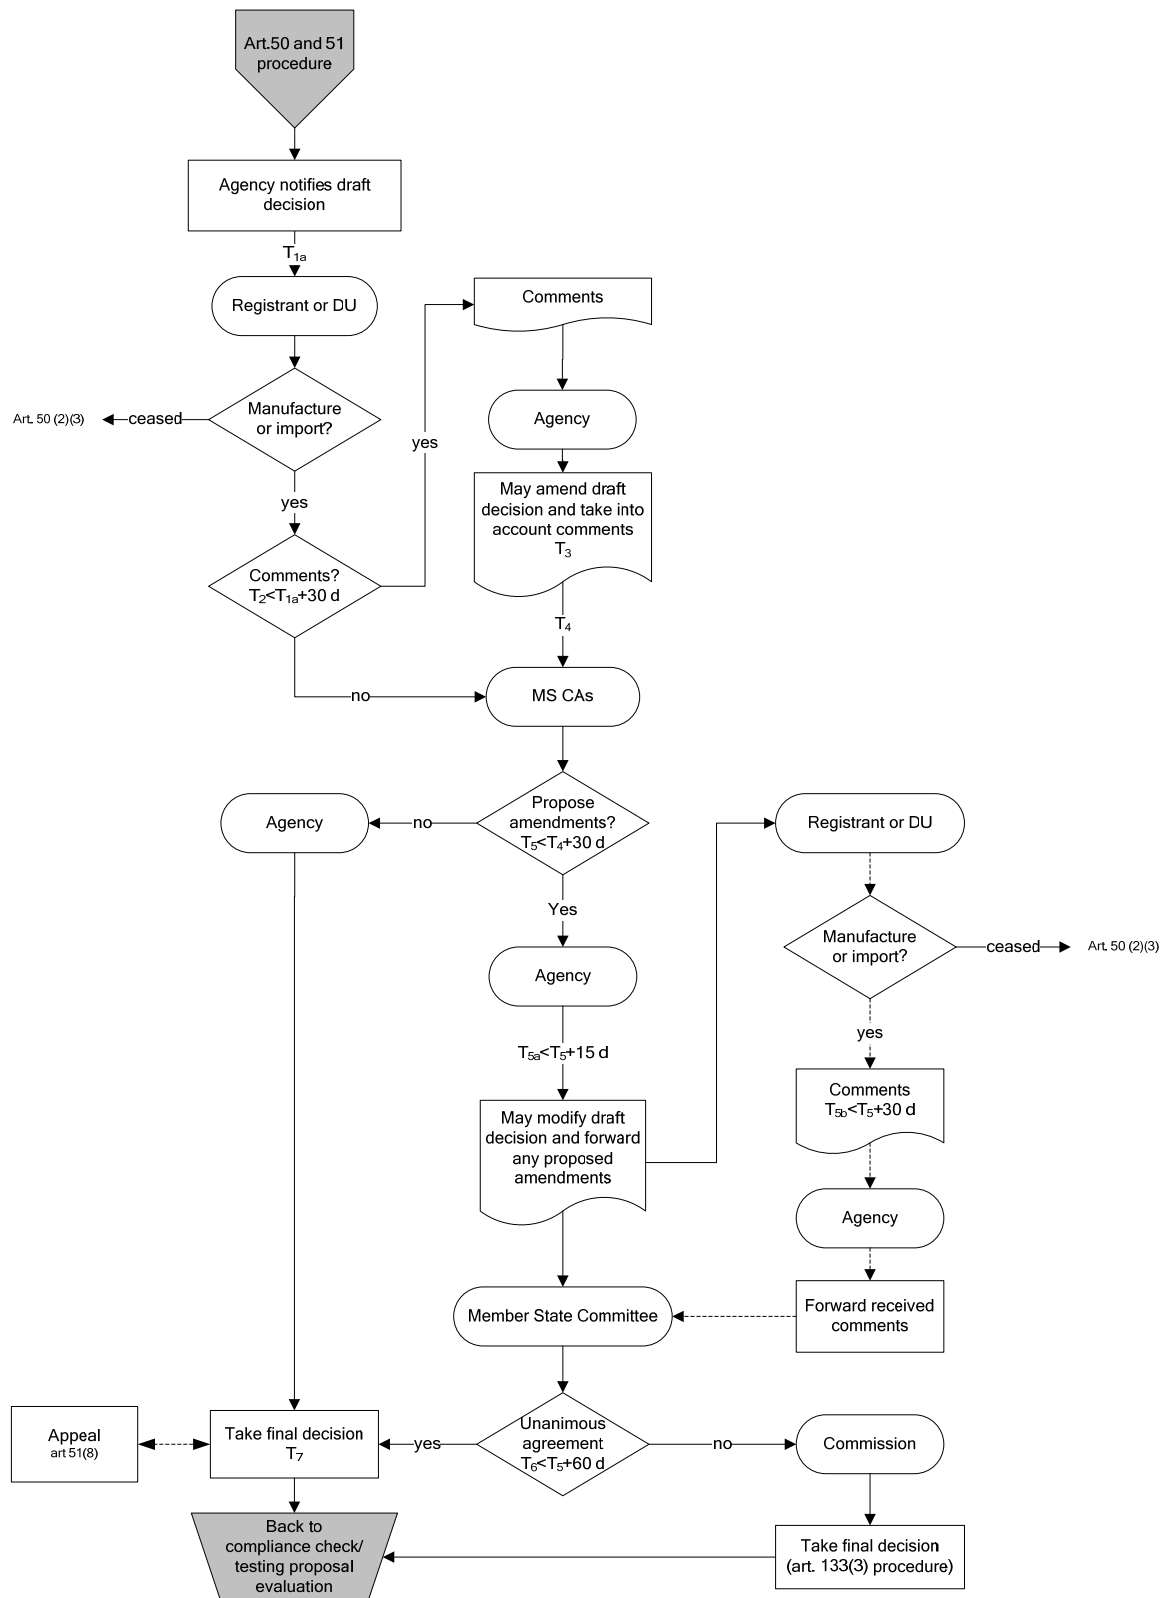 Art.50 and 51
procedure
Agency notifies draft
decision
T1a
Registrant or DU
Manufacture
or import?
ceased
Art. 50 (2)(3)
yes
Comments?
T2<T1a+30 d
yes
Comments
Agency
May amend draft
decision and take into
account comments
T3
T4
no
MS CAs
Propose
amendments?
T5<T4+30 d
no
Agency
Yes
Agency
T5a<T5+15 d
May modify draft
decision and forward
any proposed
amendments
Registrant or DU
Manufacture
or import?
ceased
Art. 50 (2)(3)
yes
Comments
T5b<T5+30 d
Agency
Forward received
comments
Member State Committee
Unanimous
agreement
T6<T5+60 d
yes
no
Commission
Take final decision
(art. 133(3) procedure)
Take final decision
T7
Appeal
art 51(8)
Back to
compliance check/
testing proposal
evaluation